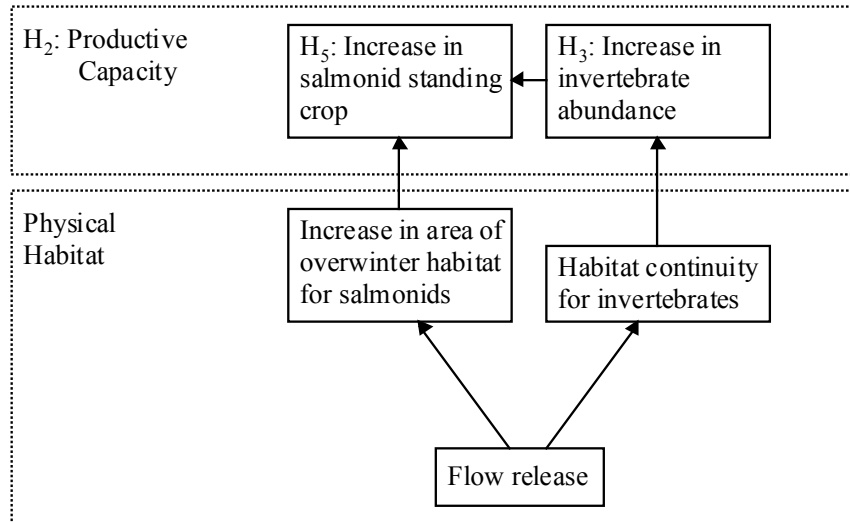 H₂: Productive
Capacity
H₅: Increase in
salmonid standing
crop
H₃: Increase in
invertebrate
abundance
Physical
Habitat
Increase in area of
overwinter habitat
for salmonids
Habitat continuity
for invertebrates
Flow release